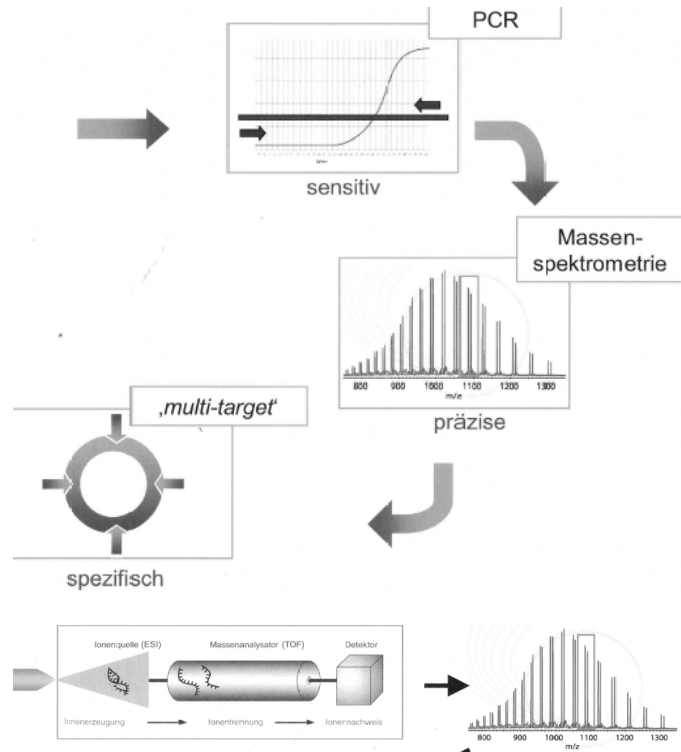 PCR
sensitiv
Massen-
spektrometrie
800 900 1000 1100 1200 1300
m/z
präzise
‚multi-target‘
spezifisch
Ionenquelle (ESI) Massenanalysator (TOF) Detektor
Ionenerzeugung Ionentrennung Ionennachweis
800 900 1000 1100 1200 1300
m/z